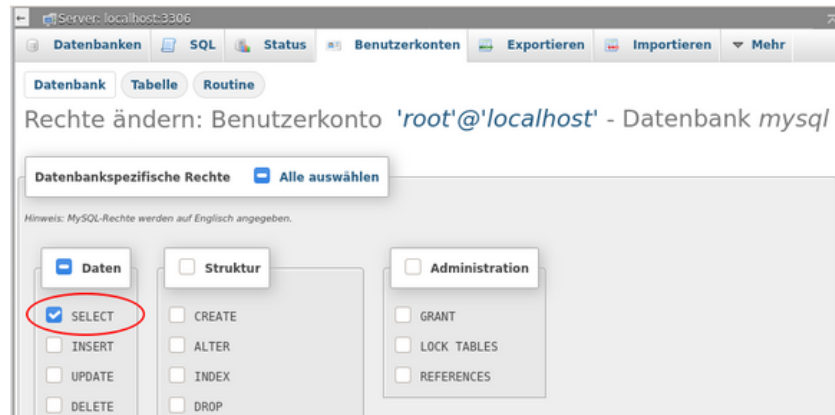 Server: localhost:3306
Datenbanken SQL Status Benutzerkonten Exportieren Importieren Mehr
Datenbank Tabelle Routine
Rechte ändern: Benutzerkonto 'root'@'localhost' - Datenbank mysql
Datenbankspezifische Rechte Alle auswählen
Hinweis: MySQL-Rechte werden auf Englisch angegeben.
Daten Struktur Administration
SELECT CREATE GRANT
INSERT ALTER LOCK TABLES
UPDATE INDEX REFERENCES
DELETE DROP